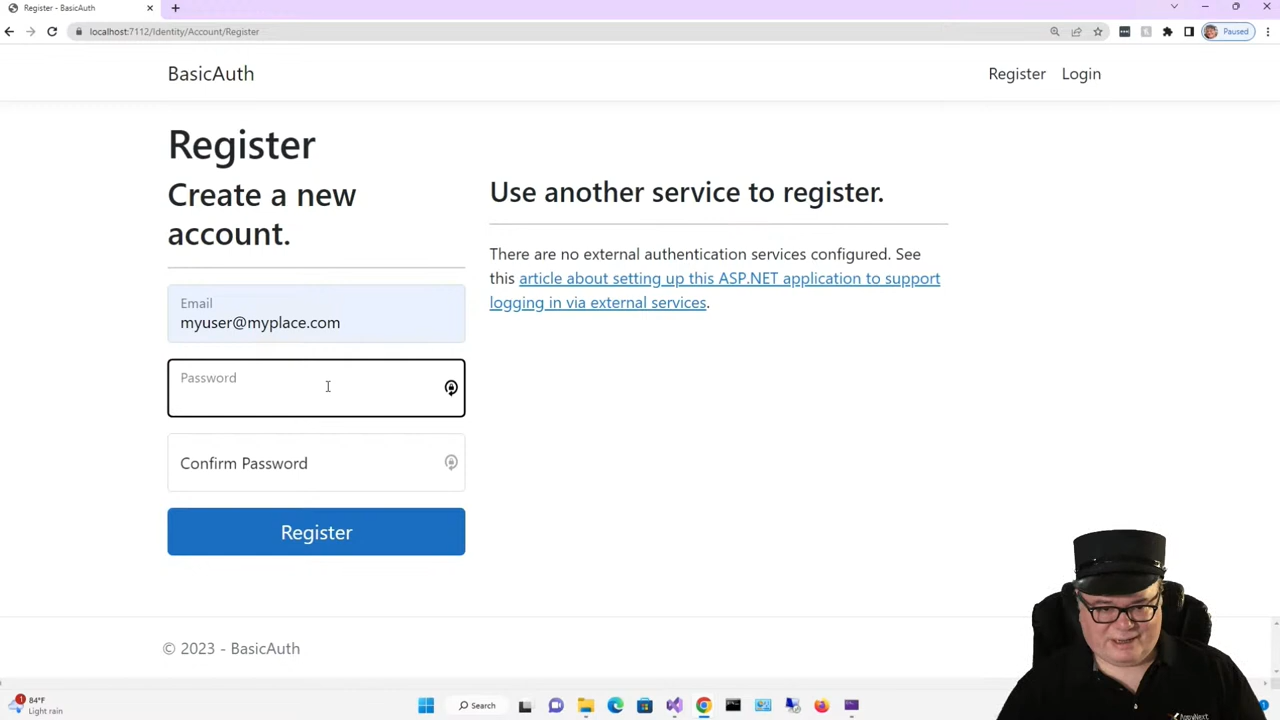 Register - BasicAuth
localhost:7112/Identity/Account/Register
Paused
BasicAuth
Register
Login
Register
Create a new
account.
Email
myuser@myplace.com
Password
Confirm Password
Register
Use another service to register.
There are no external authentication services configured. See
this article about setting up this ASP.NET application to support
logging in via external services.
© 2023 - BasicAuth
1
84°F
Light rain
Search
AppvNext